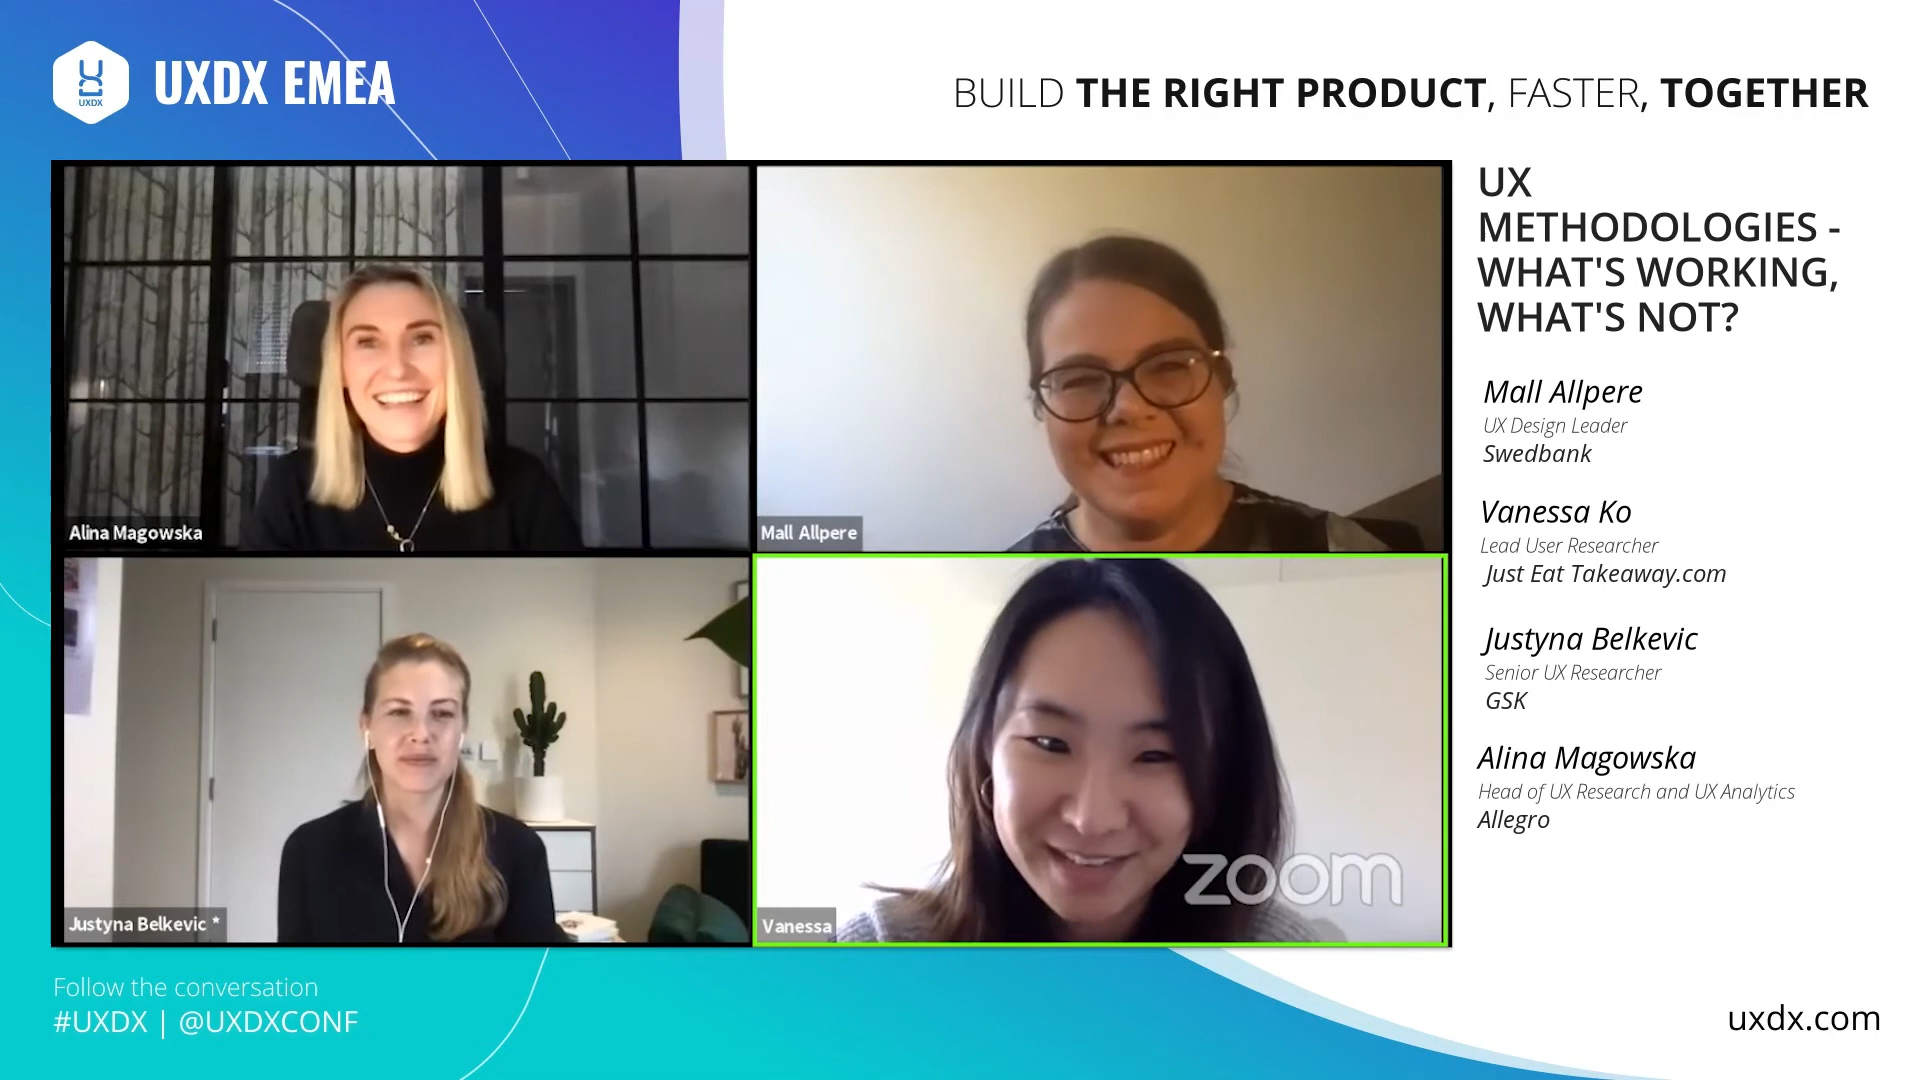 UXDX
UXDX EMEA
BUILD THE RIGHT PRODUCT, FASTER, TOGETHER
Alina Magowska
Mall Allpere
Justyna Belkevic *
Vanessa
zoom
UX
METHODOLOGIES -
WHAT'S WORKING,
WHAT'S NOT?
Mall Allpere
UX Design Leader
Swedbank
Vanessa Ko
Lead User Researcher
Just Eat Takeaway.com
Justyna Belkevic
Senior UX Researcher
GSK
Alina Magowska
Head of UX Research and UX Analytics
Allegro
Follow the conversation
#UXDX | @UXDXCONF
uxdx.com